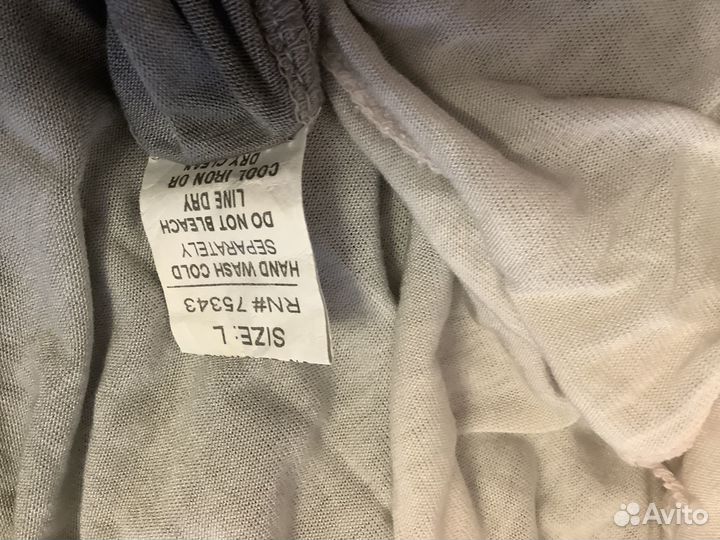 SIZE: L
RN# 75343
HAND WASH COLD
SEPARATELY
DO NOT BLEACH
LINE DRY
COOL IRON OR
DRY CLEAN
Avito